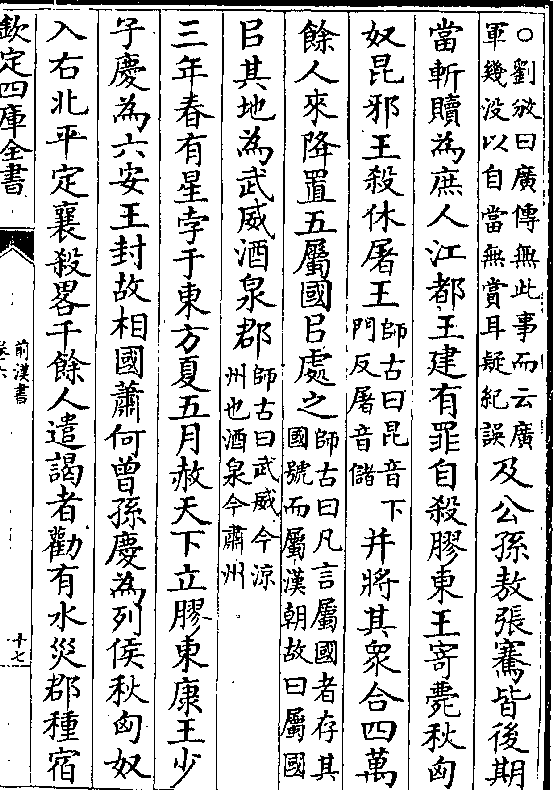 ○劉攽曰廣傳無此事而云廣
軍幾没以自當無賞耳疑紀誤
及公孫敖張騫皆後期
當斬贖為庶人江都王建有罪自殺膠東王寄薨秋匈
奴昆邪王殺休屠王
師古曰昆音下
門反屠音儲
并將其衆合四萬
餘人來降置五屬國㠯處之
師古曰凡言屬國者存其
國號而屬漢朝故曰屬國
㠯其地為武威酒泉郡
師古曰武威今涼
州也酒泉今肅州
三年春有星孛于東方夏五月赦天下立膠東康王少
子慶為六安王封故相國蕭何曾孫慶為列侯秋匈奴
入右北平定襄殺畧千餘人遣謁者勸有水災郡種宿
欽定四庫全書
前漢書
卷六
十七